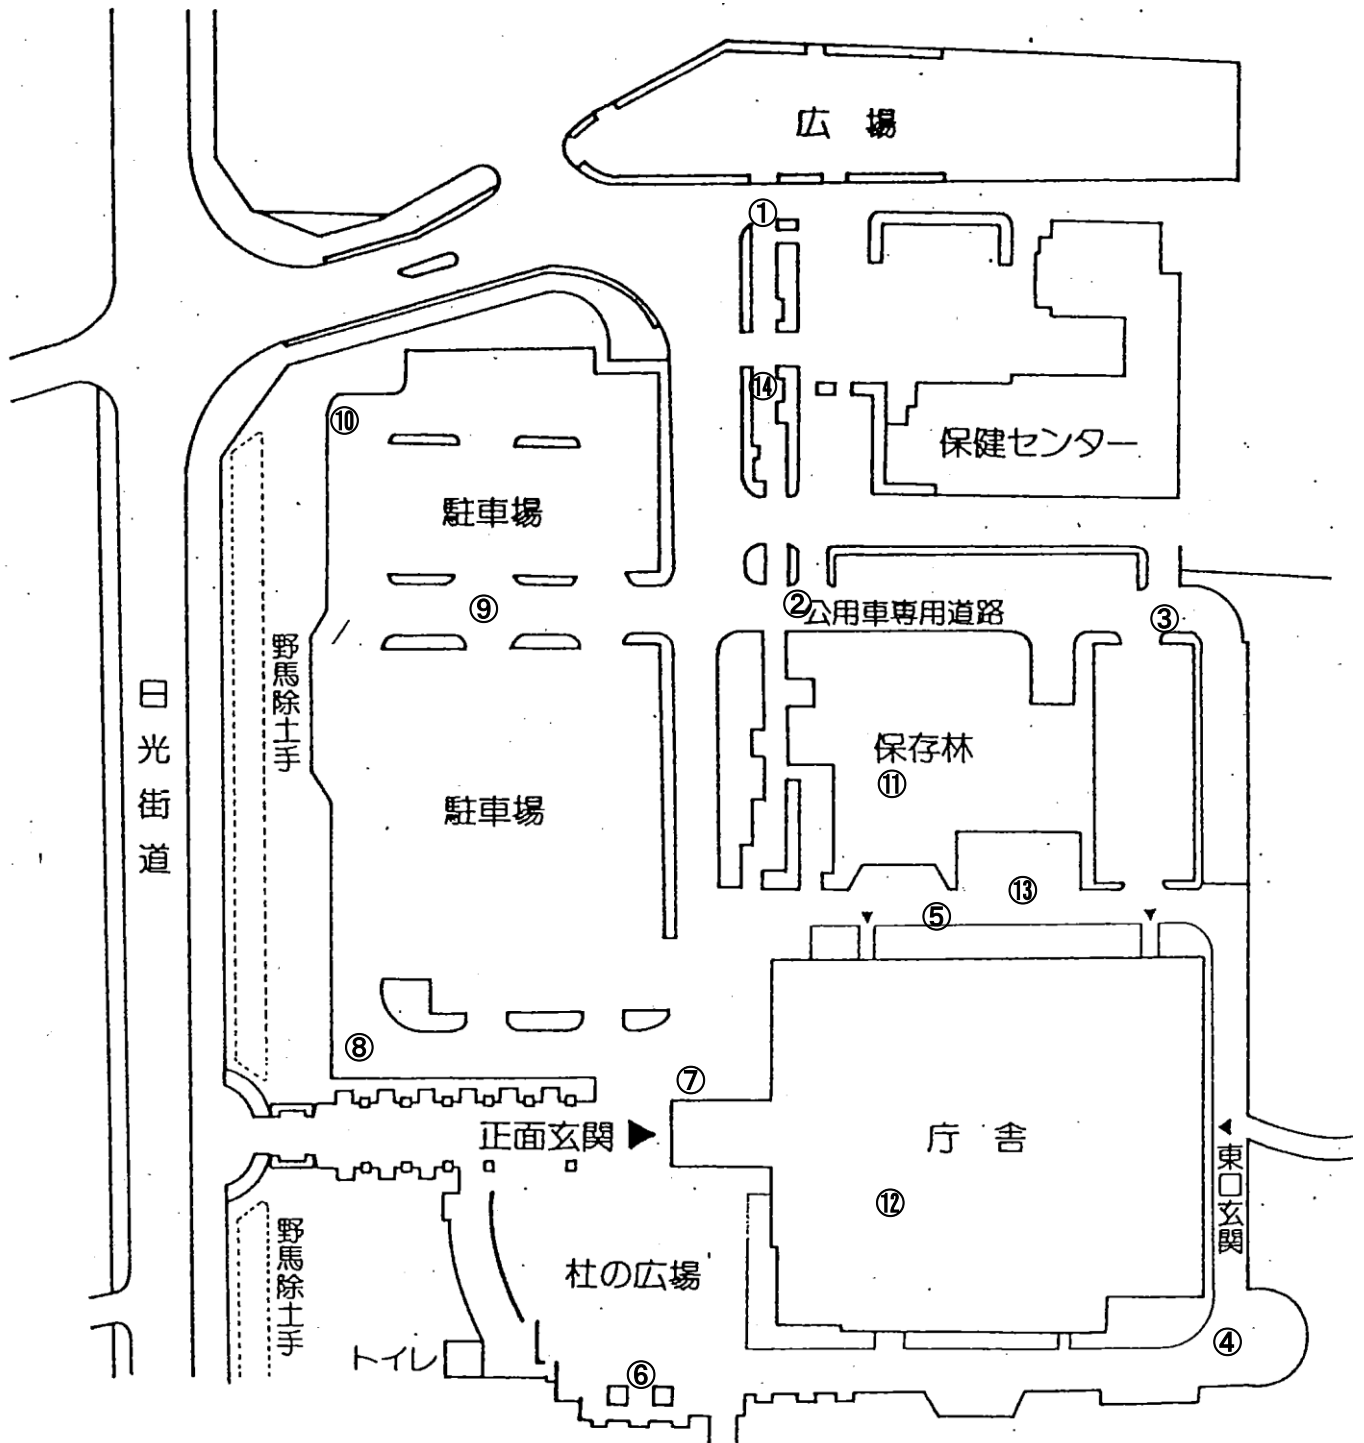 広場
①
⑭
⑩
保健センター
駐車場
②
公用車専用道路
③
⑨
野馬除土手
日光街道
保存林
⑪
駐車場
⑬
⑤
⑧
⑦
正面玄関
庁舎
東口玄関
⑫
野馬除土手
杜の広場
トイレ
④
⑥